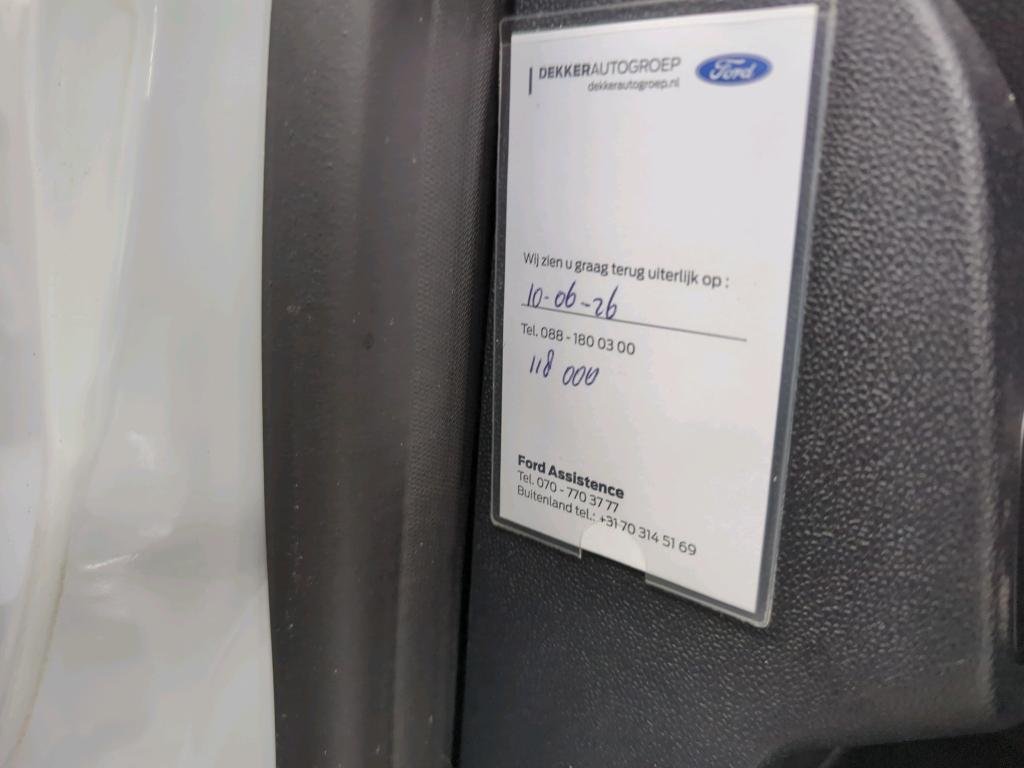 DEKKERAUTOGROEP
dekkerautogroep.nl
Ford
Wij zien u graag terug uiterlijk op :
10-06-26
Tel. 088 - 180 03 00
118 000
Ford Assistence
Tel. 070 - 770 37 77
Buitenland tel.: +31-70 314 51 69